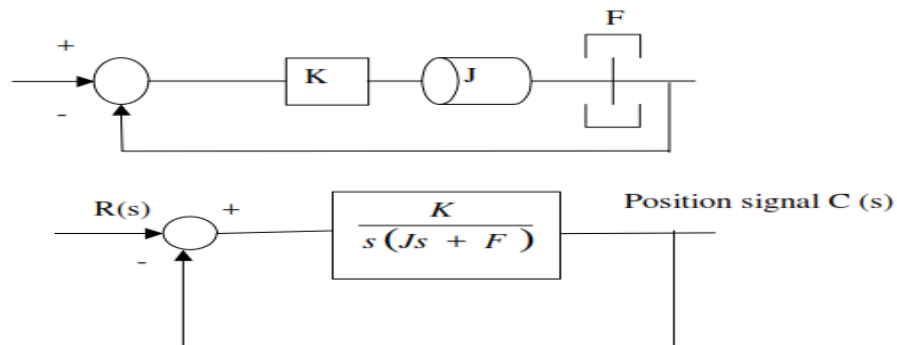 F
+
K
J
-
R(s)
+
Position signal C (s)
K
s (Js + F)
-